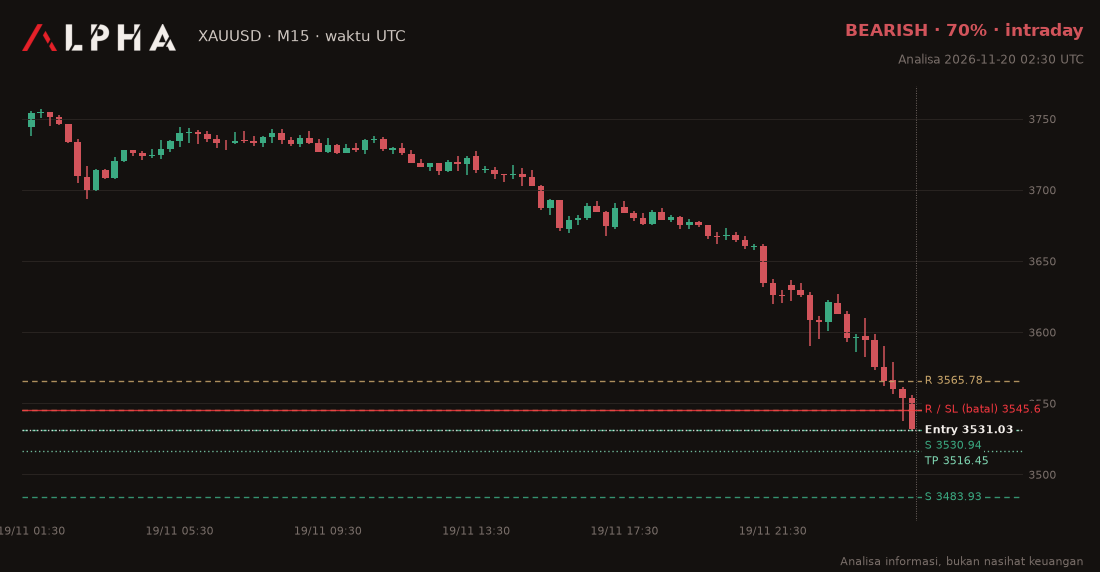 ALPHA
XAUUSD · M15 · waktu UTC
BEARISH · 70% · intraday
Analisa 2026-11-20 02:30 UTC
3750
3700
3650
3600
R 3565.78
R / SL (batal) 3545.6
Entry 3531.03
S 3530.94
TP 3516.45
3500
S 3483.93
19/11 01:30
19/11 05:30
19/11 09:30
19/11 13:30
19/11 17:30
19/11 21:30
Analisa informasi, bukan nasihat keuangan